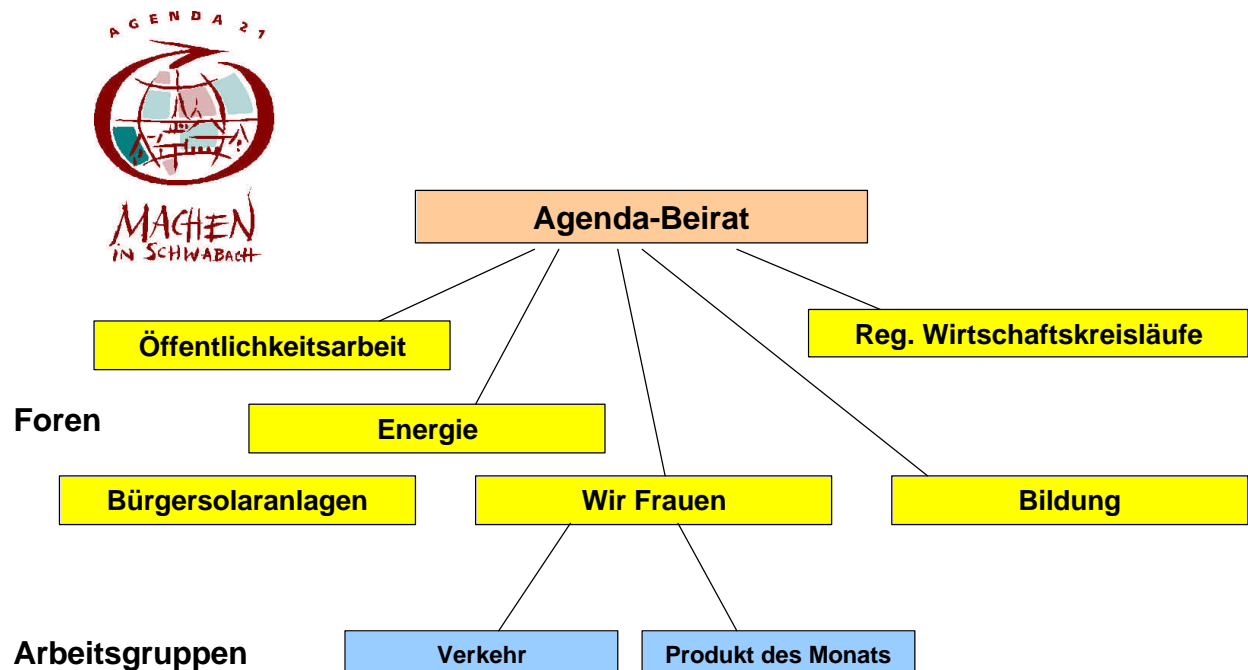 AGENDA 21
MACHEN
IN SCHWABACH
Agenda-Beirat
Öffentlichkeitsarbeit
Reg. Wirtschaftskreisläufe
Foren
Energie
Bürgersolaranlagen
Wir Frauen
Bildung
Arbeitsgruppen
Verkehr
Produkt des Monats